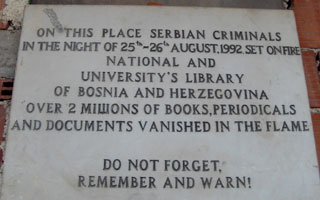 ON THIS PLACE SERBIAN CRIMINALS
IN THE NIGHT OF 25th-26th AUGUST, 1992. SET ON FIRE
NATIONAL AND
UNIVERSITY'S LIBRARY
OF BOSNIA AND HERZEGOVINA
OVER 2 MILLIONS OF BOOKS, PERIODICALS
AND DOCUMENTS VANISHED IN THE FLAME
DO NOT FORGET,
REMEMBER AND WARN!